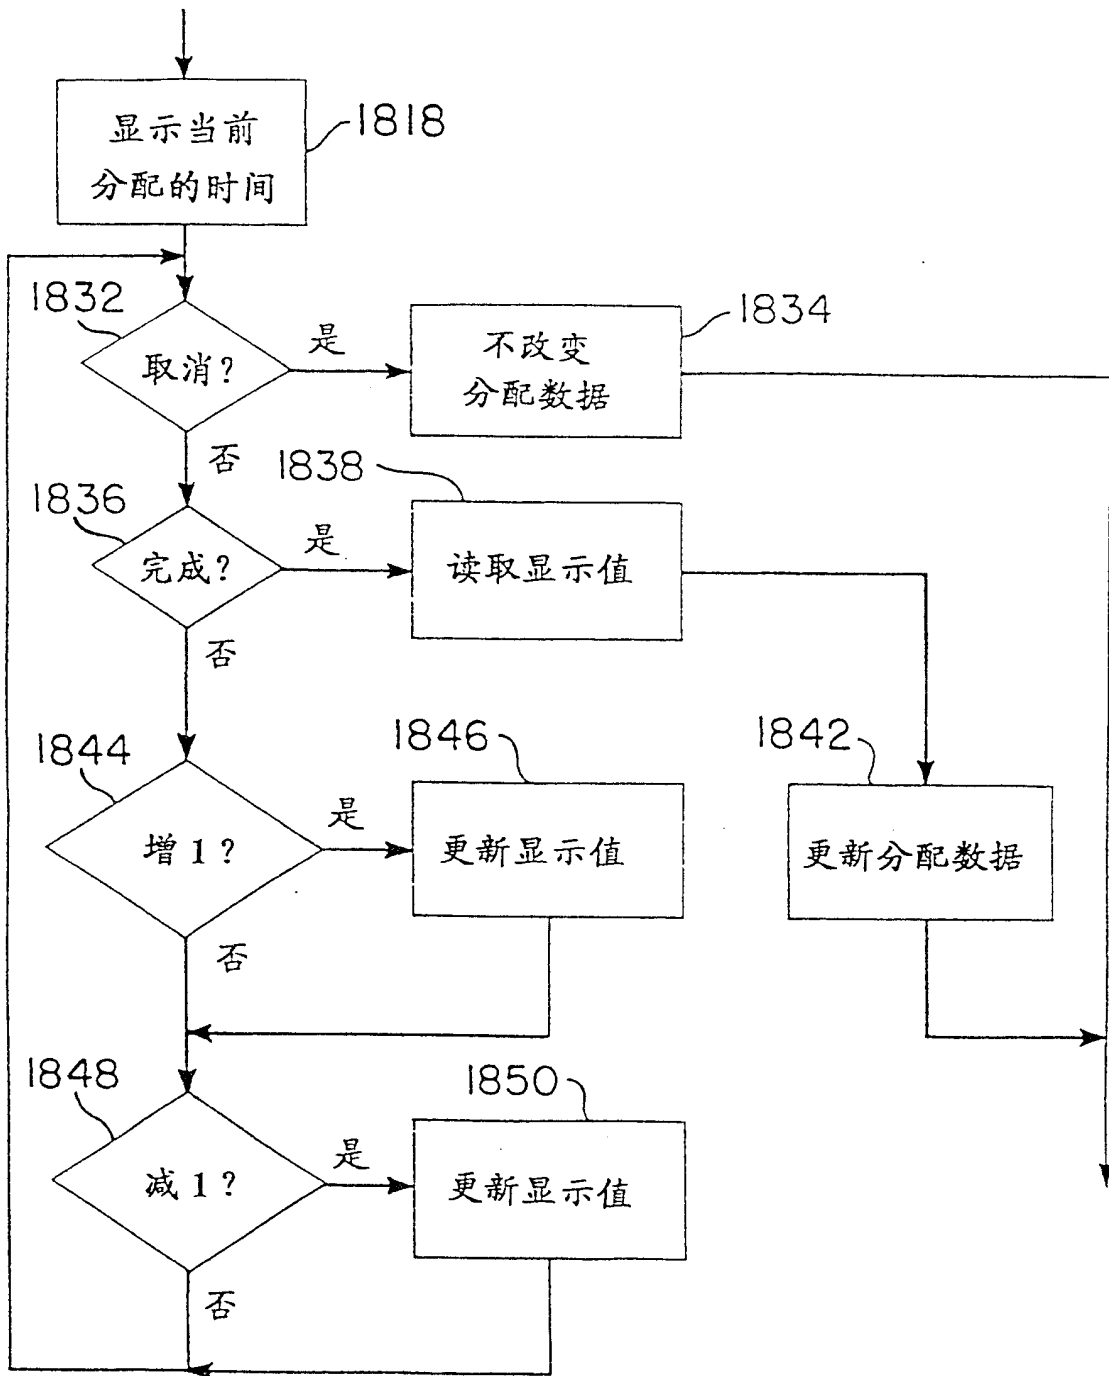 显示当前
分配的时间
1818
1832
取消?
是
不改变
分配数据
1834
否
1836
完成?
是
1838
读取显示值
否
1844
增1?
是
1846
更新显示值
1842
更新分配数据
否
1848
减1?
是
1850
更新显示值
否